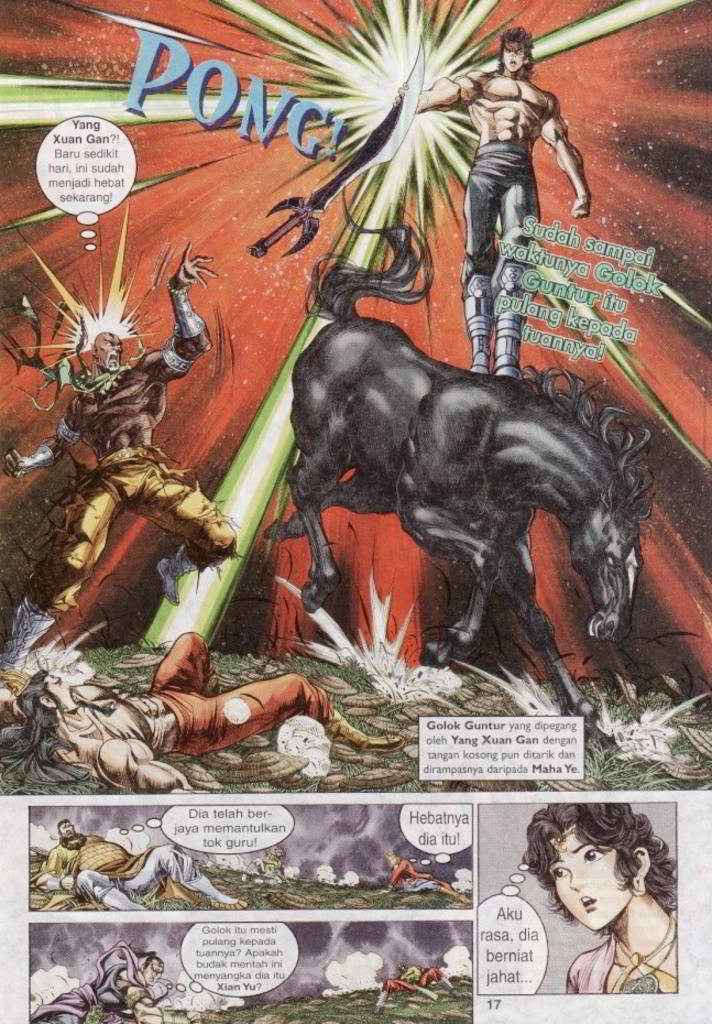 PONG!
Yang
Xuan Gan?!
Baru sedikit
hari, ini sudah
menjadi hebat
sekarang!
Sudah sampai
waktunya Golok
Guntur itu
pulang kepada
tuannya!
Golok Guntur yang dipegang
oleh Yang Xuan Gan dengan
tangan kosong pun ditarik dan
dirampasnya daripada Maha Ye.
Dia telah ber-
jaya memantulkan
tok guru!
Hebatnya
dia itu!
Golok itu mesti
pulang kepada
tuannya? Apakah
budak mentah ini
menyangka dia itu
Xian Yu?
Aku
rasa, dia
berniat
jahat...
17